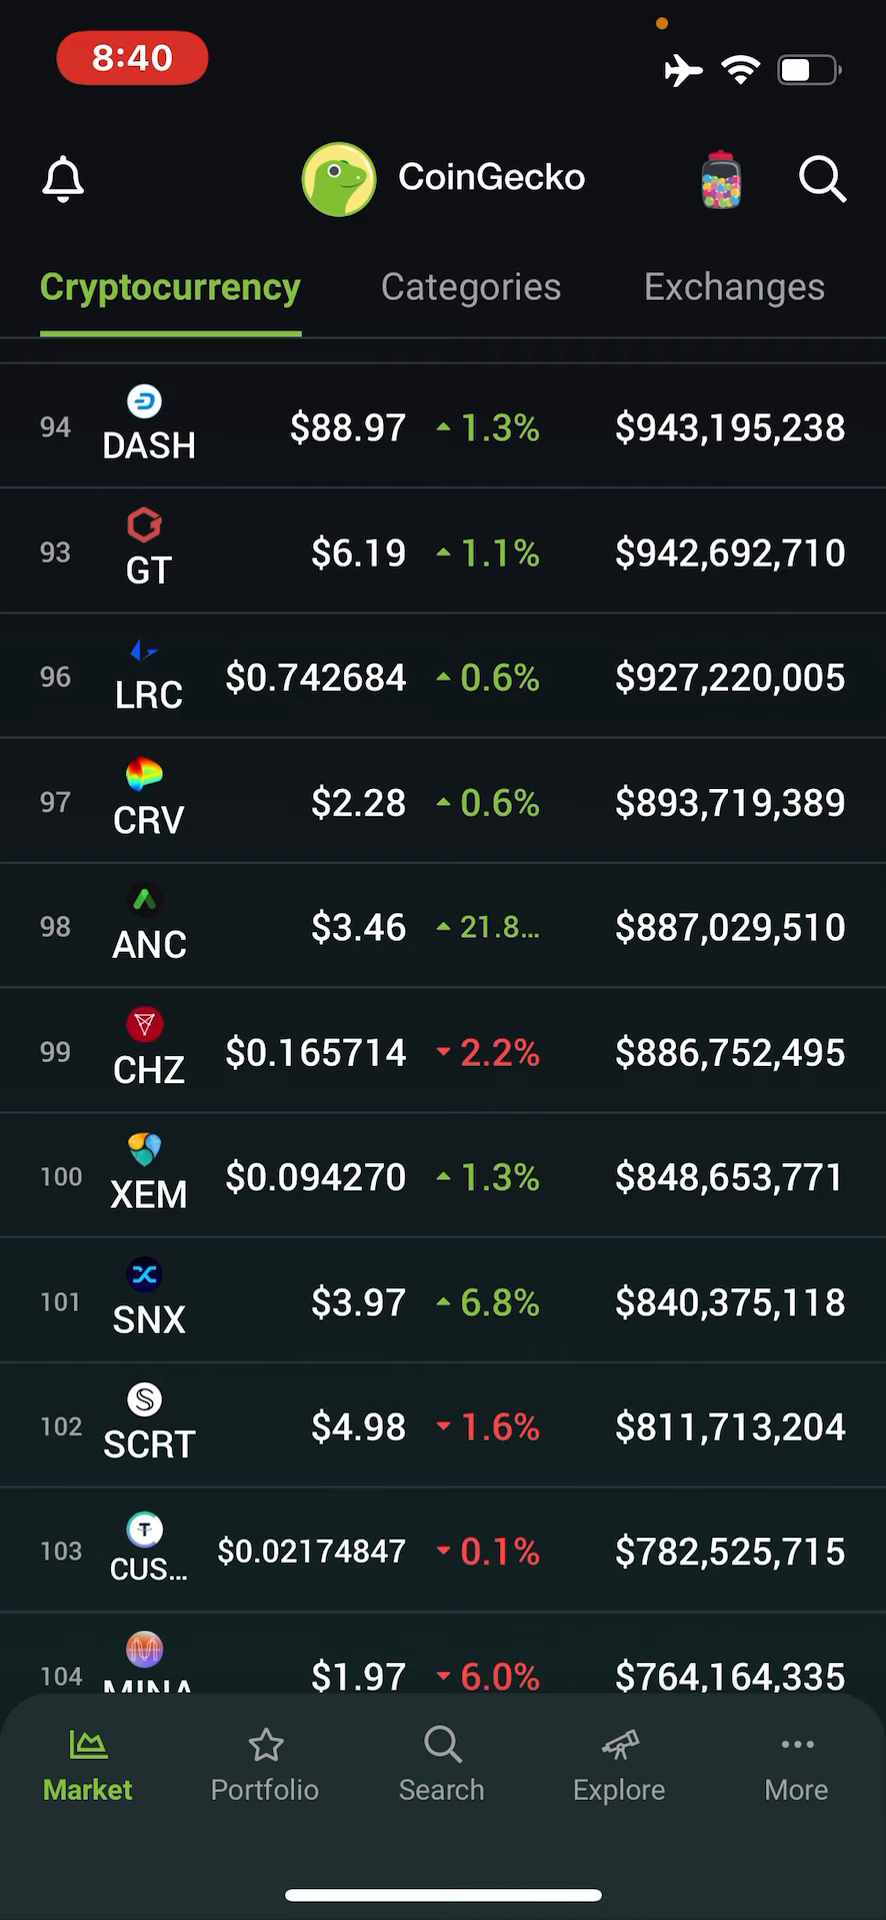 8:40
CoinGecko
Cryptocurrency Categories Exchanges
94 DASH $88.97 1.3% $943,195,238
93 GT $6.19 1.1% $942,692,710
96 LRC $0.742684 0.6% $927,220,005
97 CRV $2.28 0.6% $893,719,389
98 ANC $3.46 21.8... $887,029,510
99 CHZ $0.165714 2.2% $886,752,495
100 XEM $0.094270 1.3% $848,653,771
101 SNX $3.97 6.8% $840,375,118
102 SCRT $4.98 1.6% $811,713,204
103 CUS... $0.02174847 0.1% $782,525,715
104 MINA $1.97 6.0% $764,164,335
Market Portfolio Search Explore More